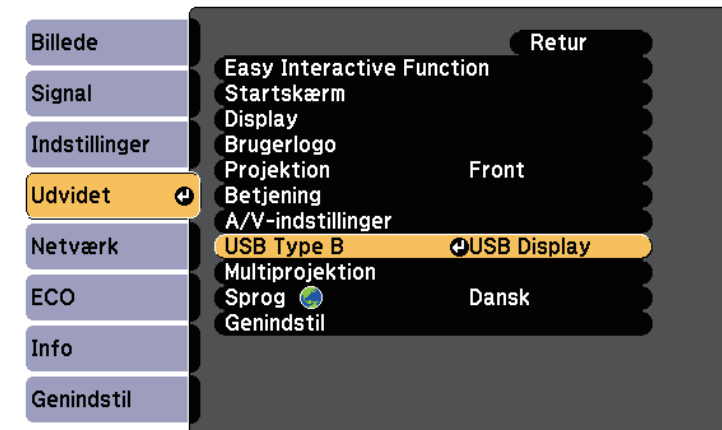 Billede
Signal
Indstillinger
Udvidet
Netværk
ECO
Info
Genindstil
Retur
Easy Interactive Function
Startskærm
Display
Brugerlogo
Projektion Front
Betjening
A/V-indstillinger
USB Type B USB Display
Multiprojektion
Sprog Dansk
Genindstil